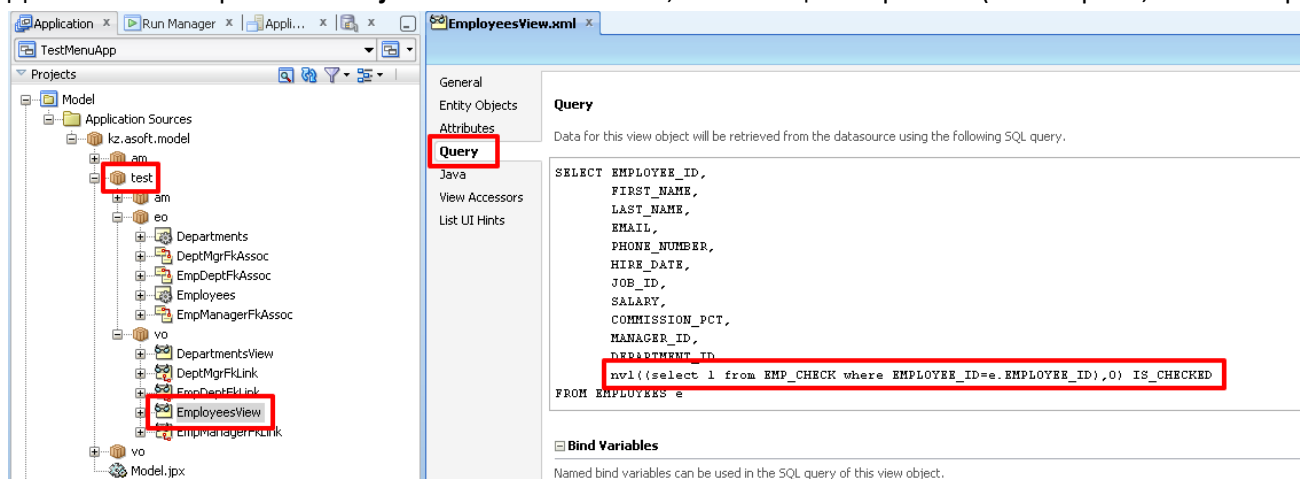 Application
Run Manager
Appli...
TestMenuApp
Projects
Model
Application Sources
kz.asoft.model
am
test
am
eo
Departments
DeptMgrFkAssoc
EmpDeptFkAssoc
Employees
EmpManagerFkAssoc
vo
DepartmentsView
DeptMgrFkLink
EmpDeptFkLink
EmployeesView
EmpManagerFkLink
vo
Model.jpx
EmployeesView.xml
General
Entity Objects
Attributes
Query
Java
View Accessors
List UI Hints
Query
Data for this view object will be retrieved from the datasource using the following SQL query.
SELECT EMPLOYEE_ID,
FIRST_NAME,
LAST_NAME,
EMAIL,
PHONE_NUMBER,
HIRE_DATE,
JOB_ID,
SALARY,
COMMISSION_PCT,
MANAGER_ID,
DEPARTMENT_ID
nvl((select 1 from EMP_CHECK where EMPLOYEE_ID=e.EMPLOYEE_ID),0) IS_CHECKED
FROM EMPLOYEES e
Bind Variables
Named bind variables can be used in the SQL query of this view object.